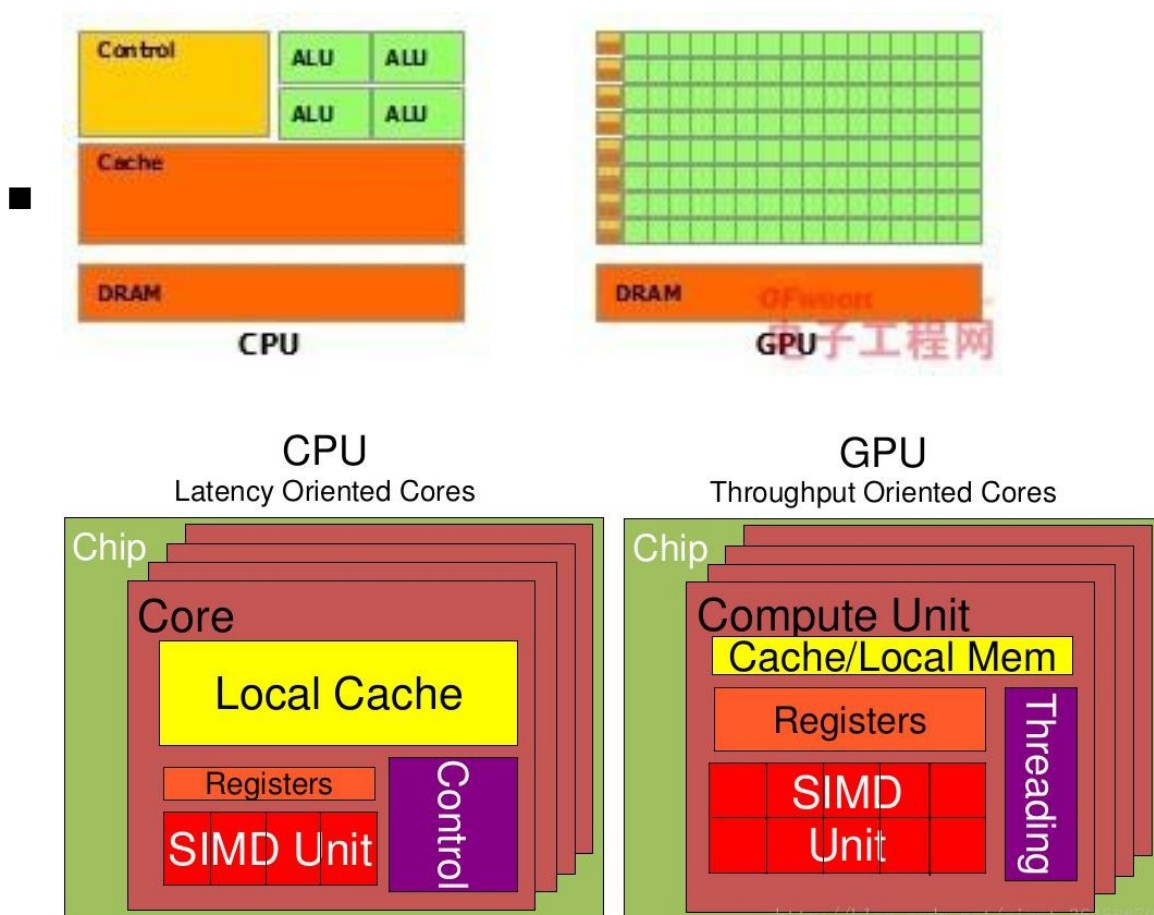 Control
ALU ALU
ALU ALU
Cache
DRAM
CPU
DRAM
GPU
电子工程网
CPU
Latency Oriented Cores
Chip
Core
Local Cache
Registers
SIMD Unit
Control
GPU
Throughput Oriented Cores
Chip
Compute Unit
Cache/Local Mem
Registers
SIMD
Unit
Threading